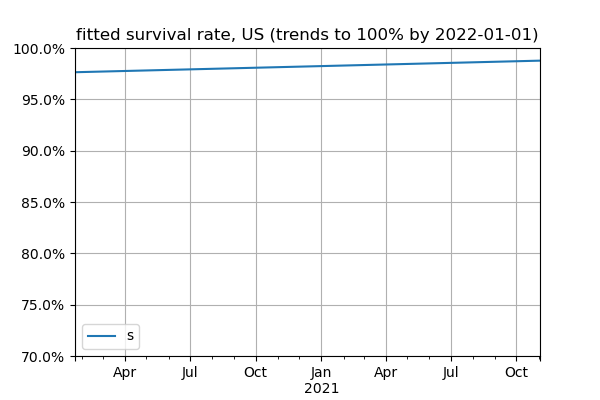 fitted survival rate, US (trends to 100% by 2022-01-01)
100.0%
95.0%
90.0%
85.0%
80.0%
75.0%
70.0%
s
Apr Jul Oct Jan Apr Jul Oct
2021